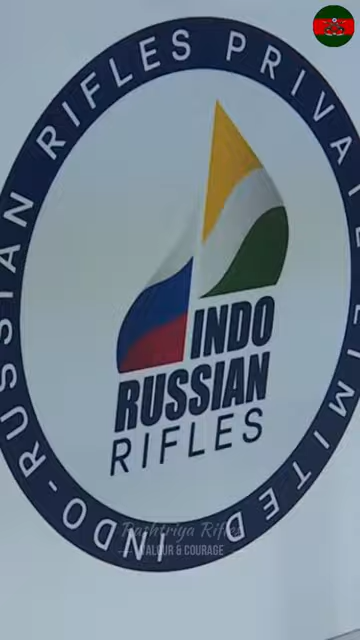 INDO-RUSSIAN RIFLES PRIVATE LIMITED
INDO
RUSSIAN
RIFLES
Rashtriya Rifles
VALOUR & COURAGE